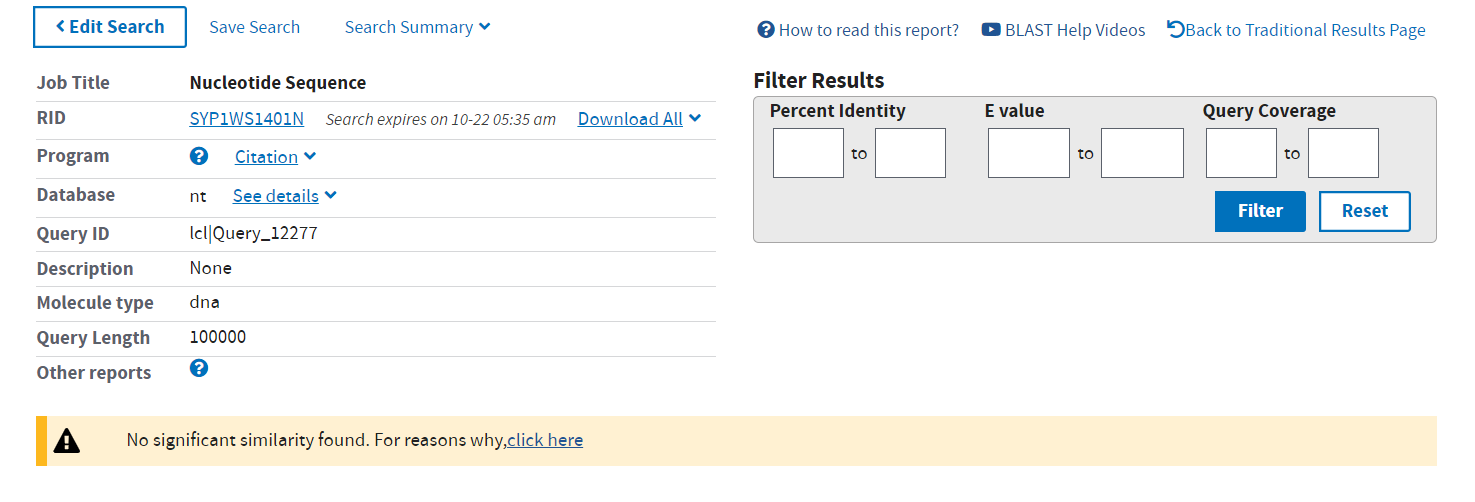 Edit Search Save Search Search Summary How to read this report? BLAST Help Videos Back to Traditional Results Page
Job Title Nucleotide Sequence
RID SYP1WS1401N Search expires on 10-22 05:35 am Download All
Program Citation
Database nt See details
Query ID lcl|Query_12277
Description None
Molecule type dna
Query Length 100000
Other reports
Filter Results
Percent Identity E value Query Coverage
to to to
Filter Reset
No significant similarity found. For reasons why,click here